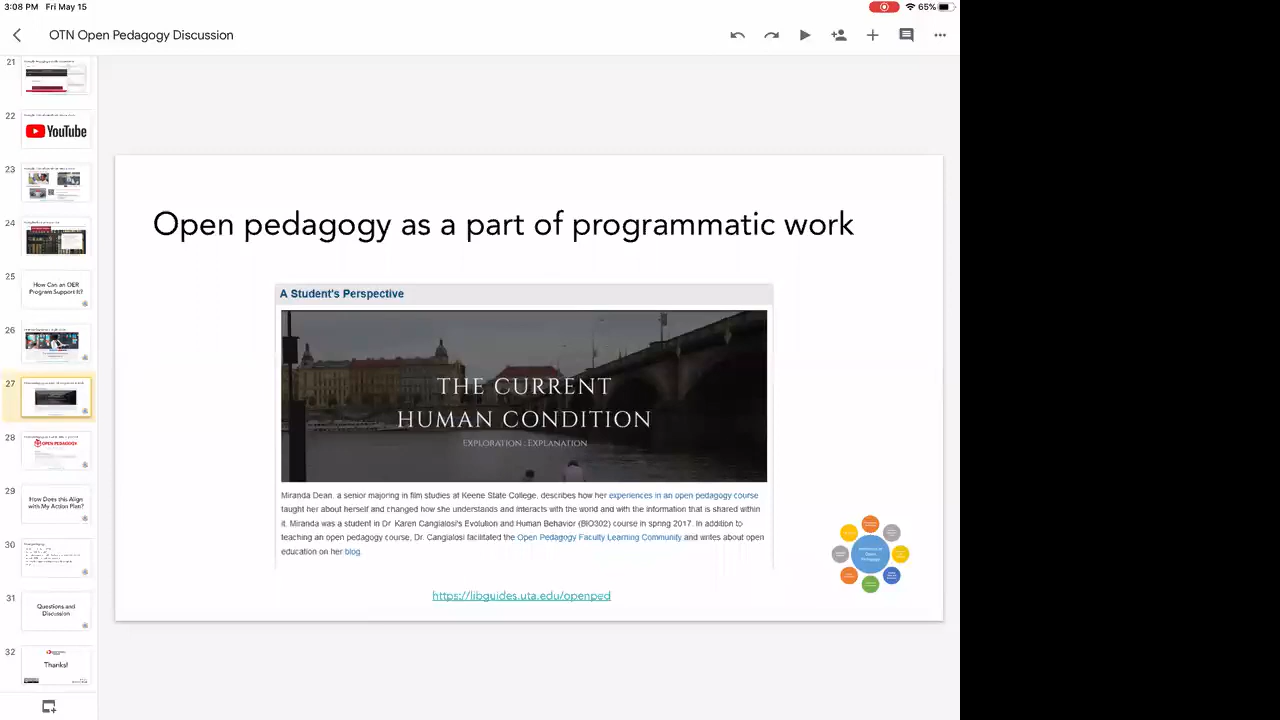 3:08 PM Fri May 15
65%
OTN Open Pedagogy Discussion
21
22
YouTube
23
24
25
How Can an OER
Program Support It?
26
27
28
OPEN PEDAGOGY
29
How Does this Align
with My Action Plan?
30
31
Questions and
Discussion
32
Thanks!
Open pedagogy as a part of programmatic work
A Student's Perspective
THE CURRENT
HUMAN CONDITION
EXPLORATION : EXPLANATION
Miranda Dean, a senior majoring in film studies at Keene State College, describes how her experiences in an open pedagogy course
taught her about herself and changed how she understands and interacts with the world and with the information that is shared within
it. Miranda was a student in Dr. Karen Cangialosi's Evolution and Human Behavior (BIO302) course in spring 2017. In addition to
teaching an open pedagogy course, Dr. Cangialosi facilitated the Open Pedagogy Faculty Learning Community and writes about open
education on her blog.
https://libguides.uta.edu/openped